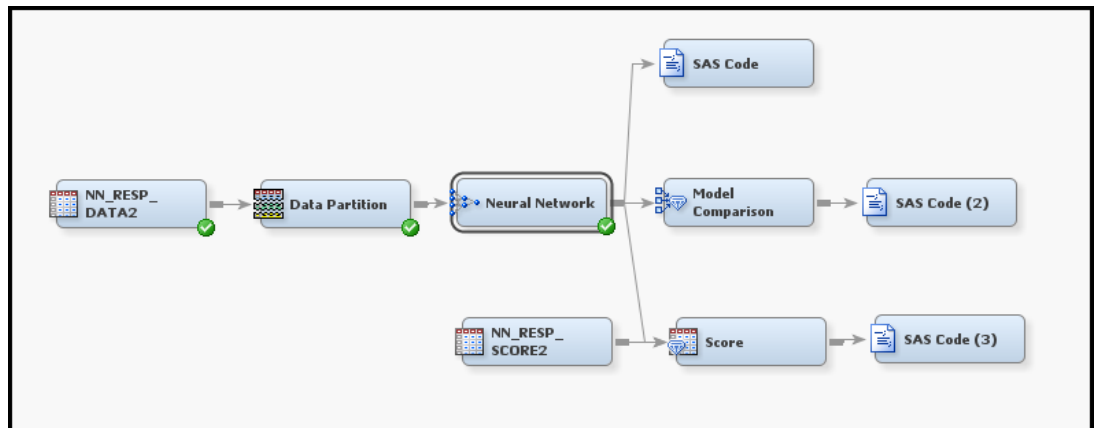 SAS Code
NN_RESP_
DATA2
Data Partition
Neural Network
Model
Comparison
SAS Code (2)
NN_RESP_
SCORE2
Score
SAS Code (3)